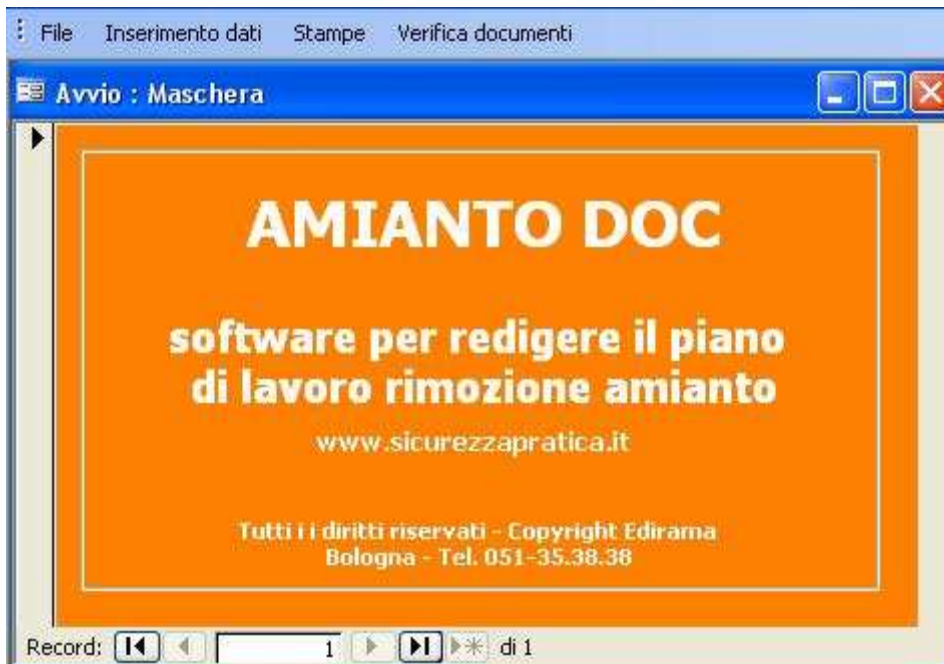 File Inserimento dati Stampe Verifica documenti
Avvio : Maschera
AMIANTO DOC
software per redigere il piano
di lavoro rimozione amianto
www.sicurezzapratica.it
Tutti i i diritti riservati - Copyright Edirama
Bologna - Tel. 051-35.38.38
Record: 1 di 1